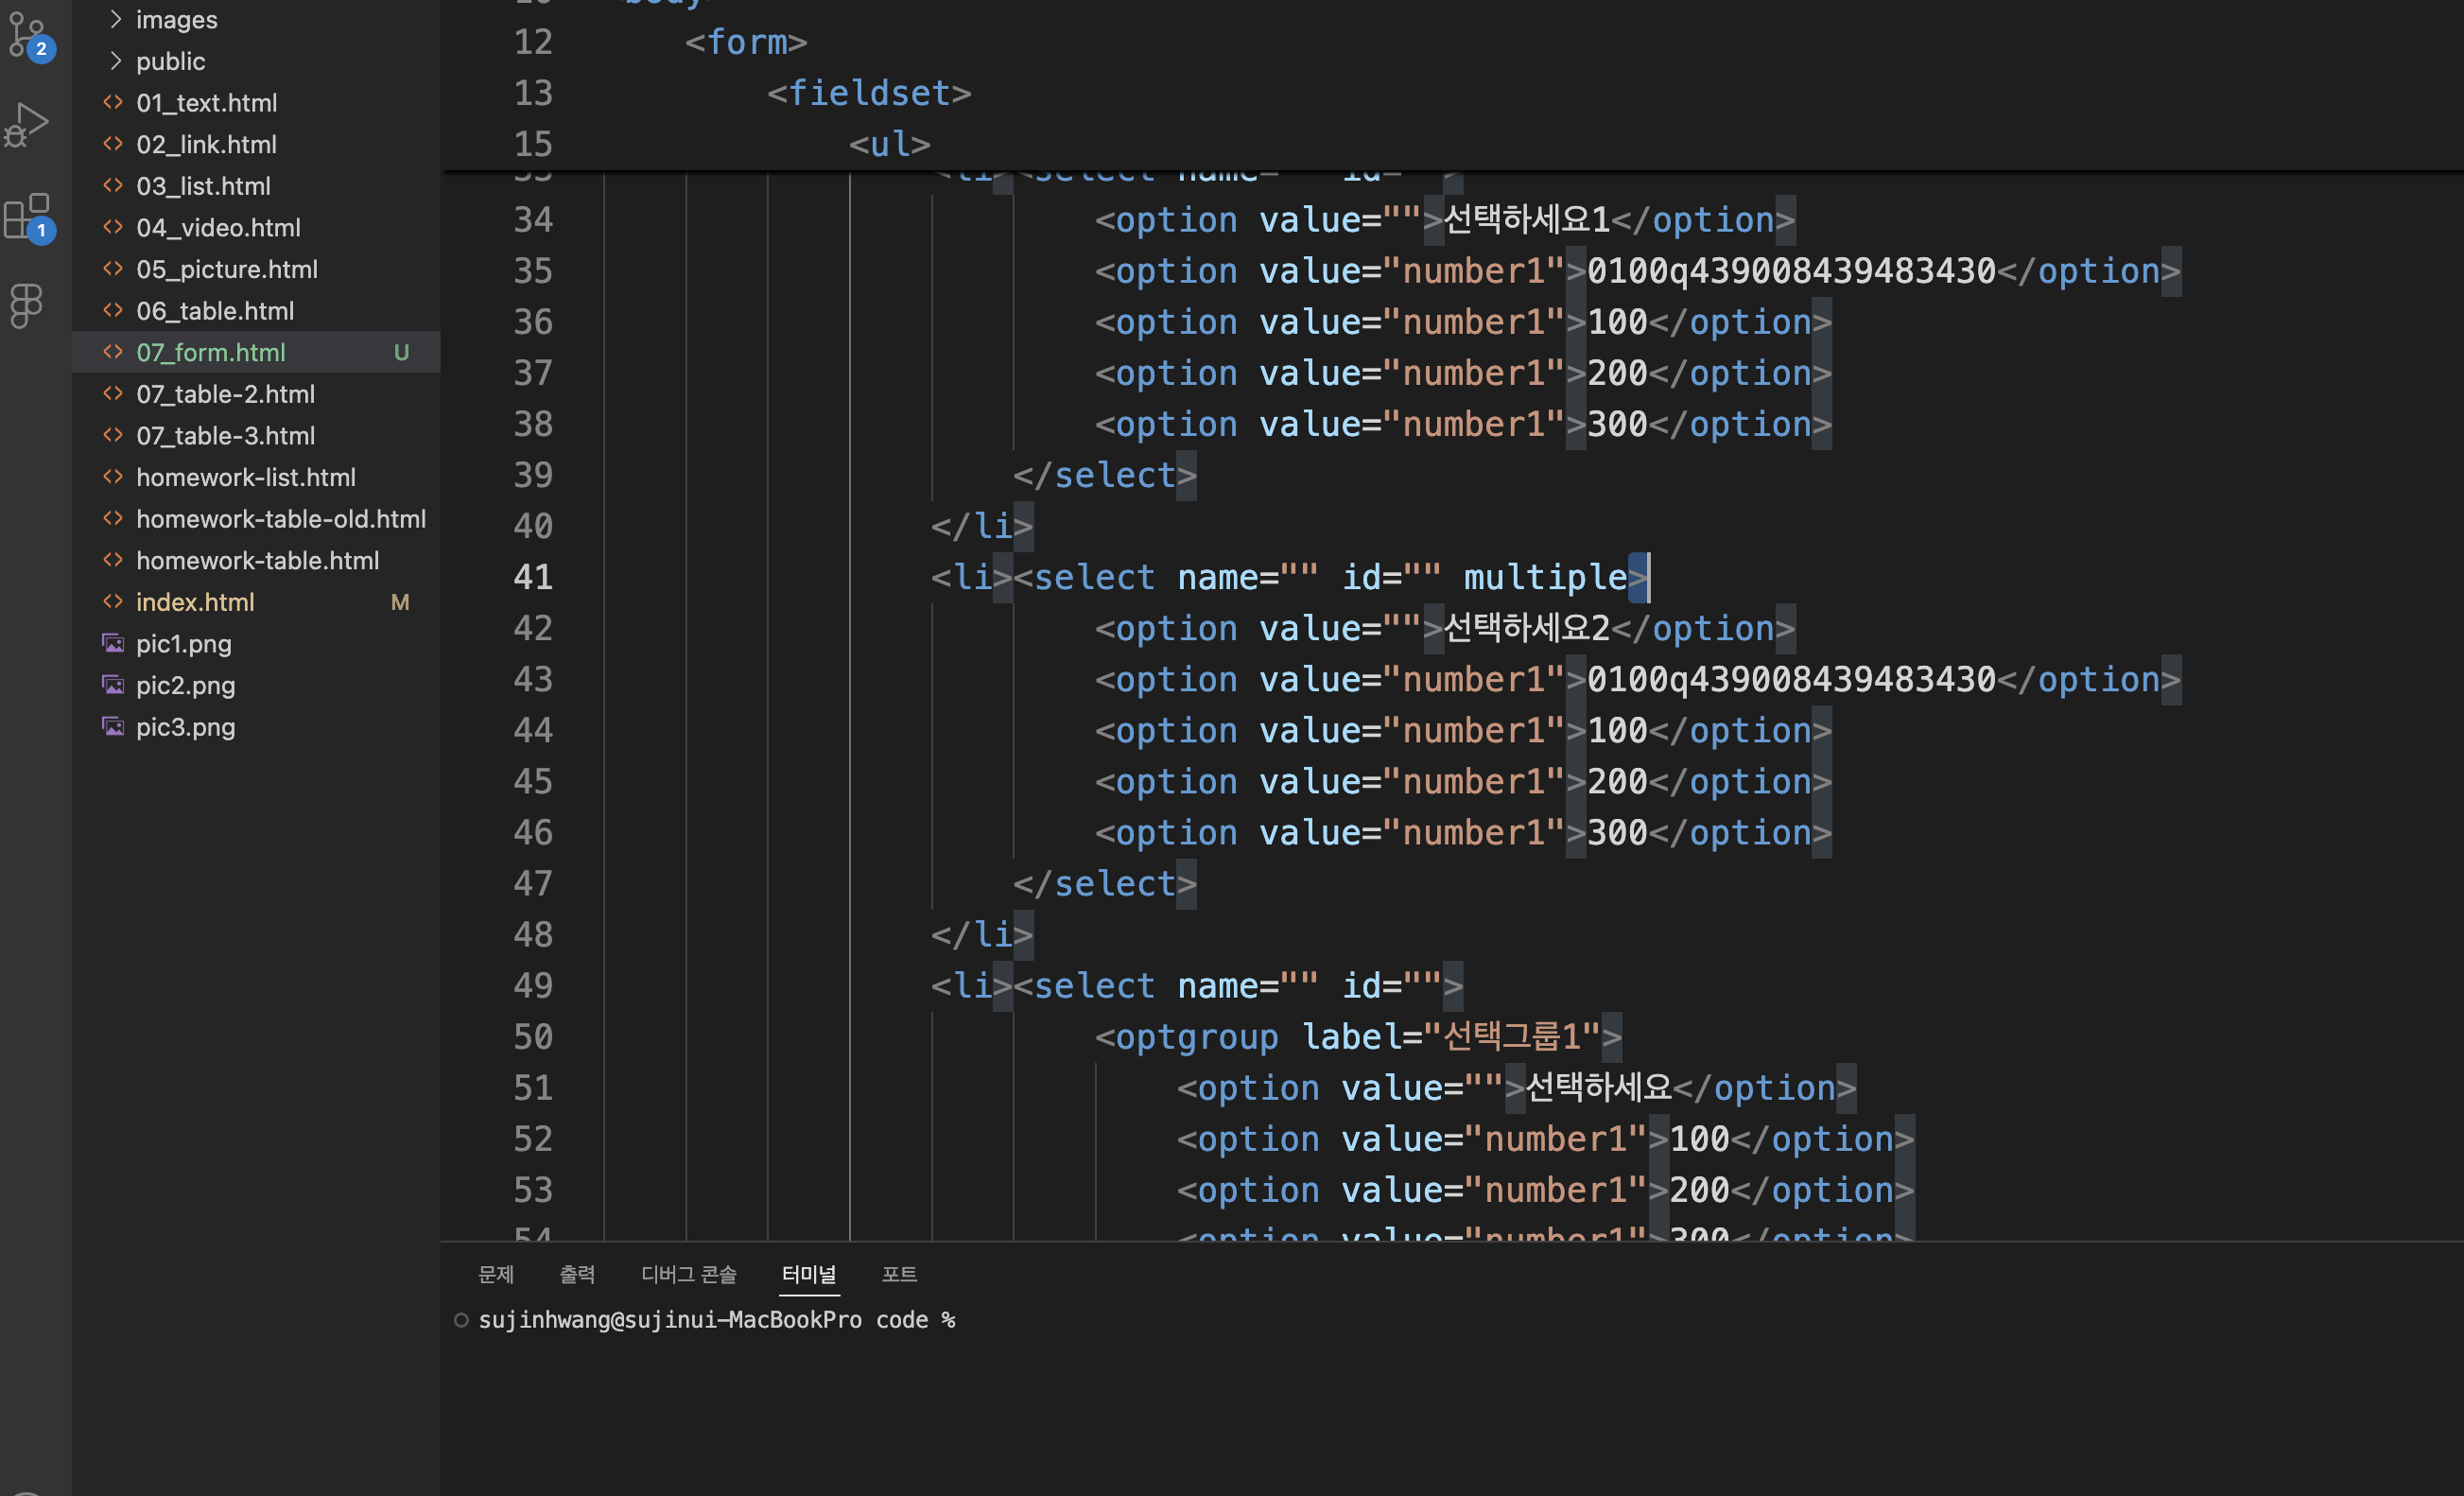 2
1
images
public
01_text.html
02_link.html
03_list.html
04_video.html
05_picture.html
06_table.html
07_form.html U
07_table-2.html
07_table-3.html
homework-list.html
homework-table-old.html
homework-table.html
index.html M
pic1.png
pic2.png
pic3.png
12 <form>
13 <fieldset>
15 <ul>
34 <option value="">선택하세요1</option>
35 <option value="number1">0100q439008439483430</option>
36 <option value="number1">100</option>
37 <option value="number1">200</option>
38 <option value="number1">300</option>
39 </select>
40 </li>
41 <li><select name="" id="" multiple>
42 <option value="">선택하세요2</option>
43 <option value="number1">0100q439008439483430</option>
44 <option value="number1">100</option>
45 <option value="number1">200</option>
46 <option value="number1">300</option>
47 </select>
48 </li>
49 <li><select name="" id="">
50 <optgroup label="선택그룹1">
51 <option value="">선택하세요</option>
52 <option value="number1">100</option>
53 <option value="number1">200</option>
54 <option value="number1">300</option>
문제 출력 디버그 콘솔 터미널 포트
sujinhwang@sujinui-MacBookPro code %